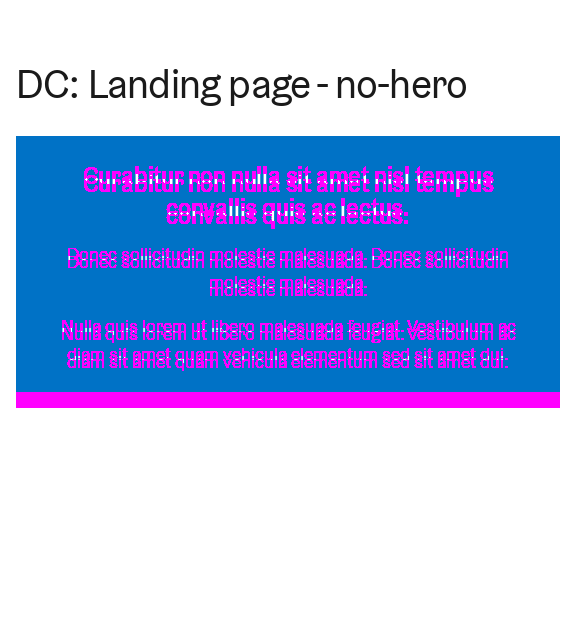 DC: Landing page - no-hero
Curabitur non nulla sit amet nisl tempus
convallis quis ac lectus.
Donec sollicitudin molestie malesuada. Donec sollicitudin
molestie malesuada.
Nulla quis lorem ut libero malesuada feugiat. Vestibulum ac
diam sit amet quam vehicula elementum sed sit amet dui.